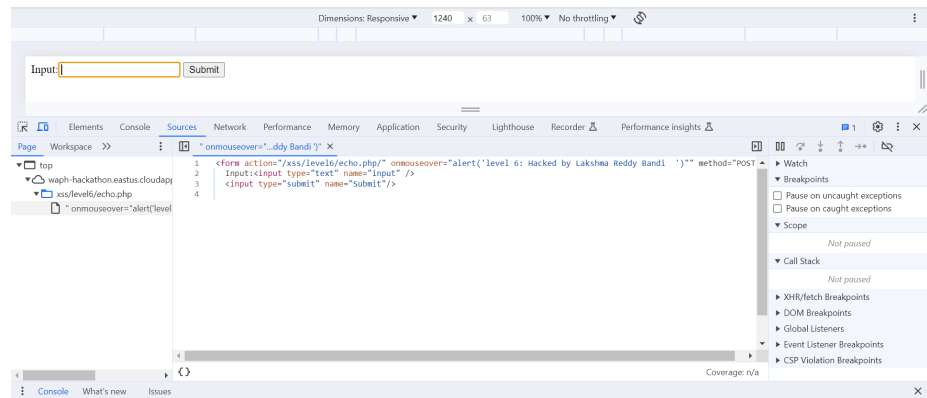 Dimensions: Responsive ▼ 1240 × 63 100% ▼ No throttling ▼
Input: Submit
Elements Console Sources Network Performance Memory Application Security Lighthouse Recorder Performance insights 1
Page Workspace " onmouseover="...ddy Bandi ')" ×
top
waph-hackathon.eastus.cloudapp
xss/level6/echo.php
" onmouseover="alert('level
1 <form action="/xss/level6/echo.php/" onmouseover="alert('level 6: Hacked by Lakshma Reddy Bandi ')"" method="POST
2 Input:<input type="text" name="input" />
3 <input type="submit" name="Submit"/>
4
{} Coverage: n/a
Watch
Breakpoints
Pause on uncaught exceptions
Pause on caught exceptions
Scope
Not paused
Call Stack
Not paused
XHR/fetch Breakpoints
DOM Breakpoints
Global Listeners
Event Listener Breakpoints
CSP Violation Breakpoints
Console What's new Issues